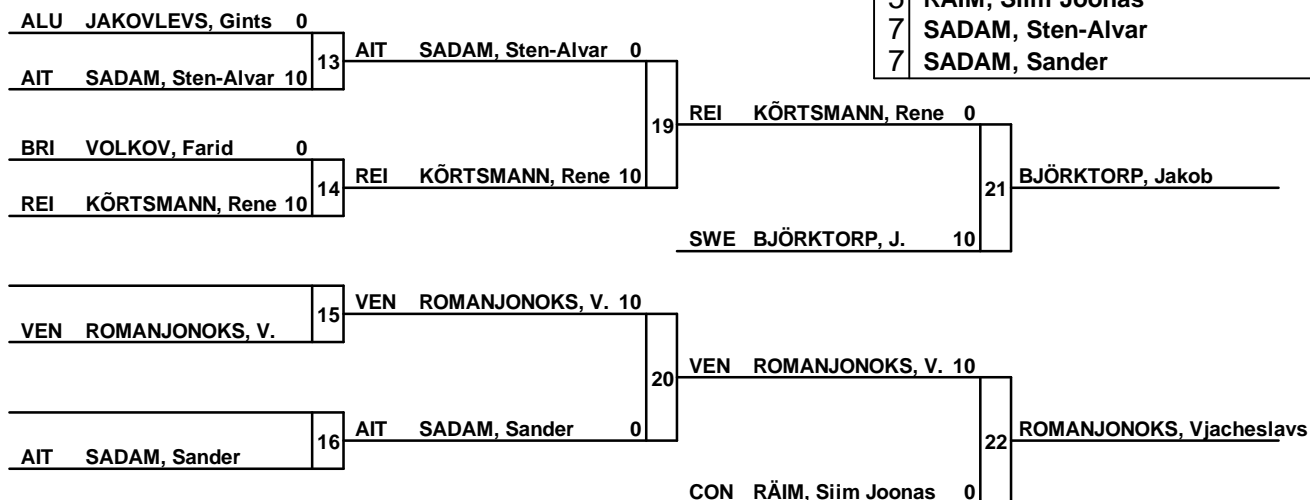 5 RÄIM, Siim Joonas
7 SADAM, Sten-Alvar
7 SADAM, Sander
ALU JAKOVLEVS, Gints 0
13
AIT SADAM, Sten-Alvar 10
AIT SADAM, Sten-Alvar 0
BRI VOLKOV, Farid 0
14
REI KÕRTSMANN, Rene 10
REI KÕRTSMANN, Rene 10
19
REI KÕRTSMANN, Rene 0
21
SWE BJÖRKTORP, J. 10
BJÖRKTORP, Jakob
15
VEN ROMANJONOKS, V.
VEN ROMANJONOKS, V. 10
16
AIT SADAM, Sander
AIT SADAM, Sander 0
20
VEN ROMANJONOKS, V. 10
22
CON RÄIM, Siim Joonas 0
ROMANJONOKS, Vjacheslavs